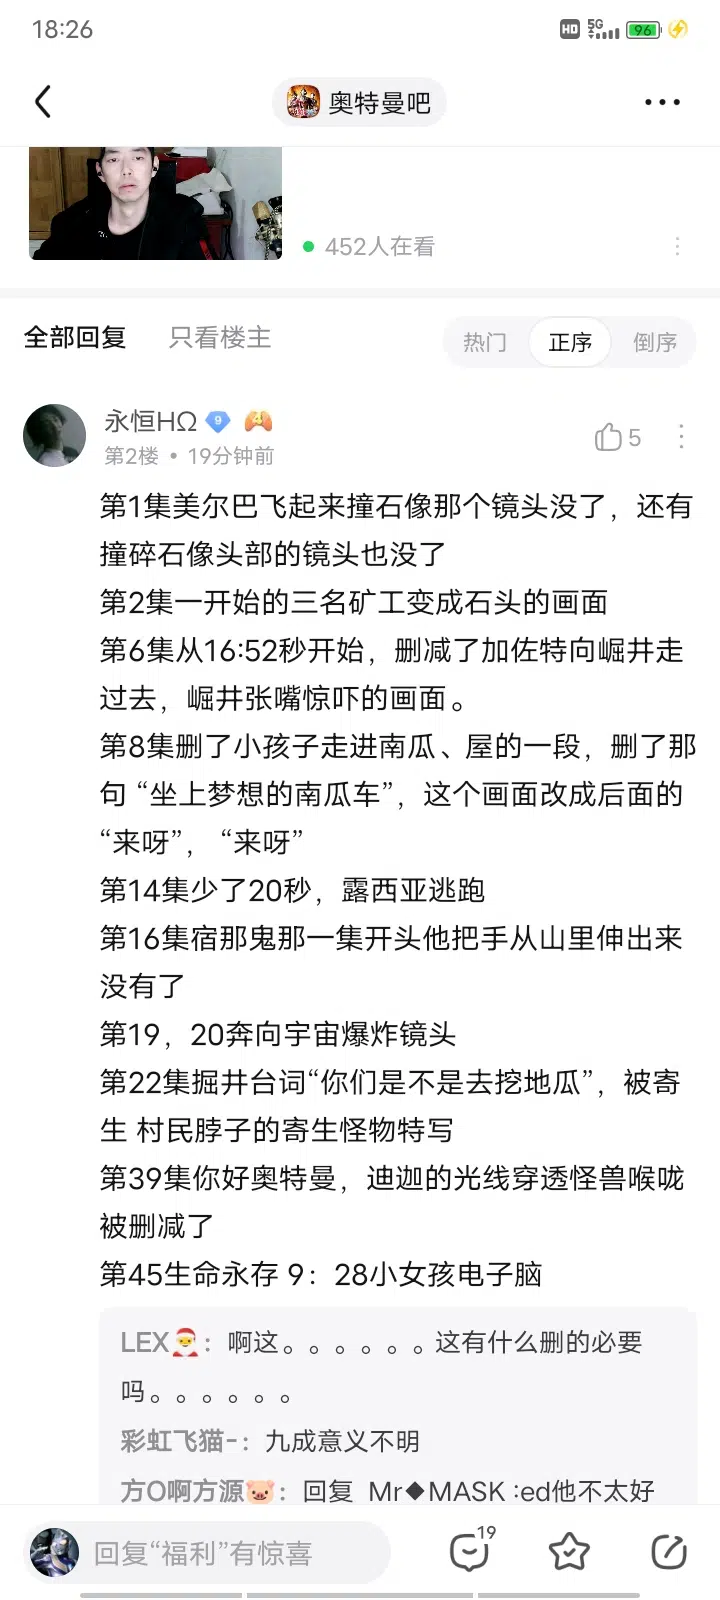 18:26
HD 5G 96
奥特曼吧
452人在看
全部回复 只看楼主 热门 正序 倒序
永恒HΩ 9 4
第2楼 • 19分钟前
5
第1集美尔巴飞起来撞石像那个镜头没了，还有
撞碎石像头部的镜头也没了
第2集一开始的三名矿工变成石头的画面
第6集从16:52秒开始，删减了加佐特向崛井走
过去，崛井张嘴惊吓的画面。
第8集删了小孩子走进南瓜、屋的一段，删了那
句 “坐上梦想的南瓜车”，这个画面改成后面的
“来呀”， “来呀”
第14集少了20秒，露西亚逃跑
第16集宿那鬼那一集开头他把手从山里伸出来
没有了
第19，20奔向宇宙爆炸镜头
第22集掘井台词“你们是不是去挖地瓜”，被寄
生 村民脖子的寄生怪物特写
第39集你好奥特曼，迪迦的光线穿透怪兽喉咙
被删减了
第45生命永存 9：28小女孩电子脑
LEX🎅：啊这。。。。。。这有什么删的必要
吗。。。。。。
彩虹飞猫-：九成意义不明
方O啊方源🐷：回复 Mr◆MASK :ed他不太好
回复“福利”有惊喜
19